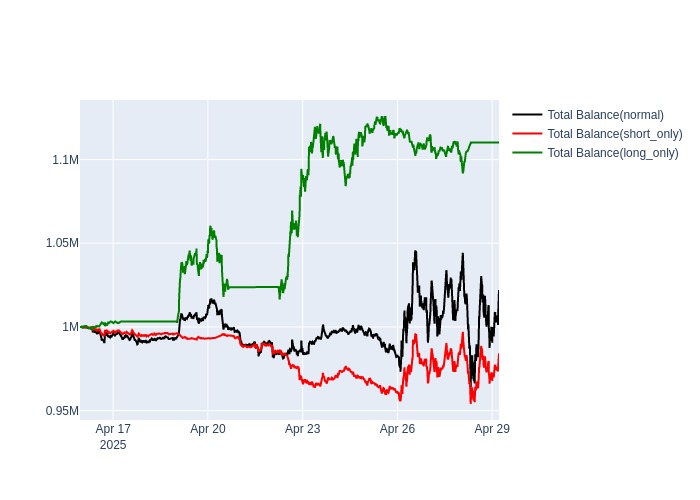 Total Balance(normal)
Total Balance(short_only)
Total Balance(long_only)
1.1M
1.05M
1M
0.95M
Apr 17
2025
Apr 20
Apr 23
Apr 26
Apr 29